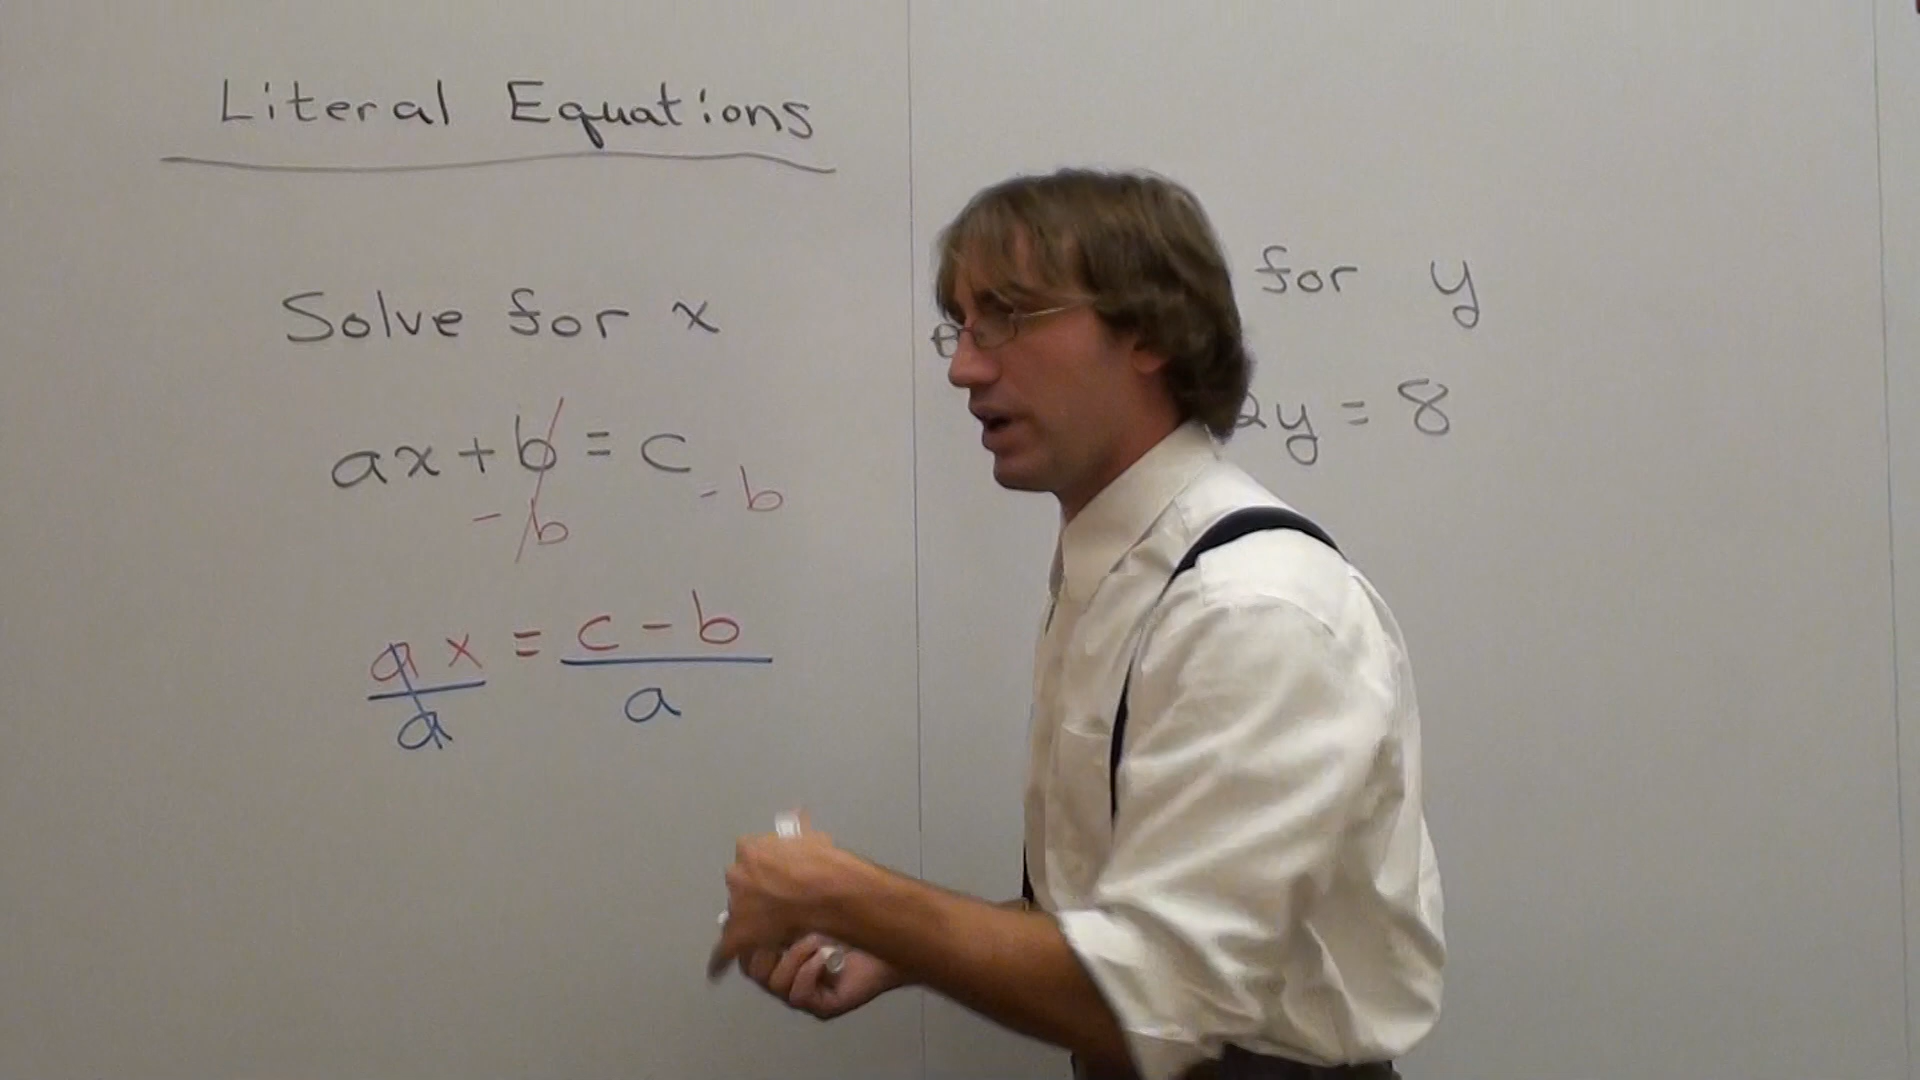 Literal Equations
Solve for x
ax + b = c
- b - b
ax = c - b
a a
for y
2y = 8